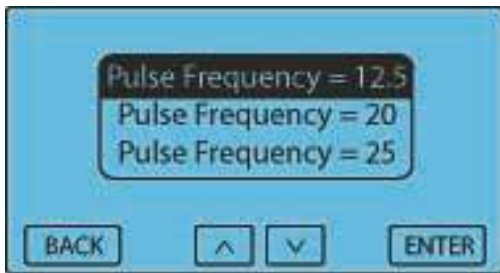 Pulse Frequency = 12.5
Pulse Frequency = 20
Pulse Frequency = 25
BACK ENTER